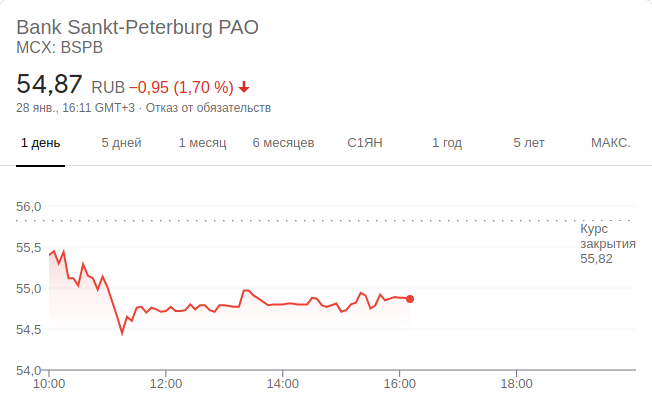 Bank Sankt-Peterburg PAO
MCX: BSPB
54,87 RUB −0,95 (1,70 %)
28 янв., 16:11 GMT+3 · Отказ от обязательств
1 день 5 дней 1 месяц 6 месяцев С1ЯН 1 год 5 лет МАКС.
56,0
Курс
закрытия
55,5
55,82
55,0
54,5
54,0
10:00 12:00 14:00 16:00 18:00